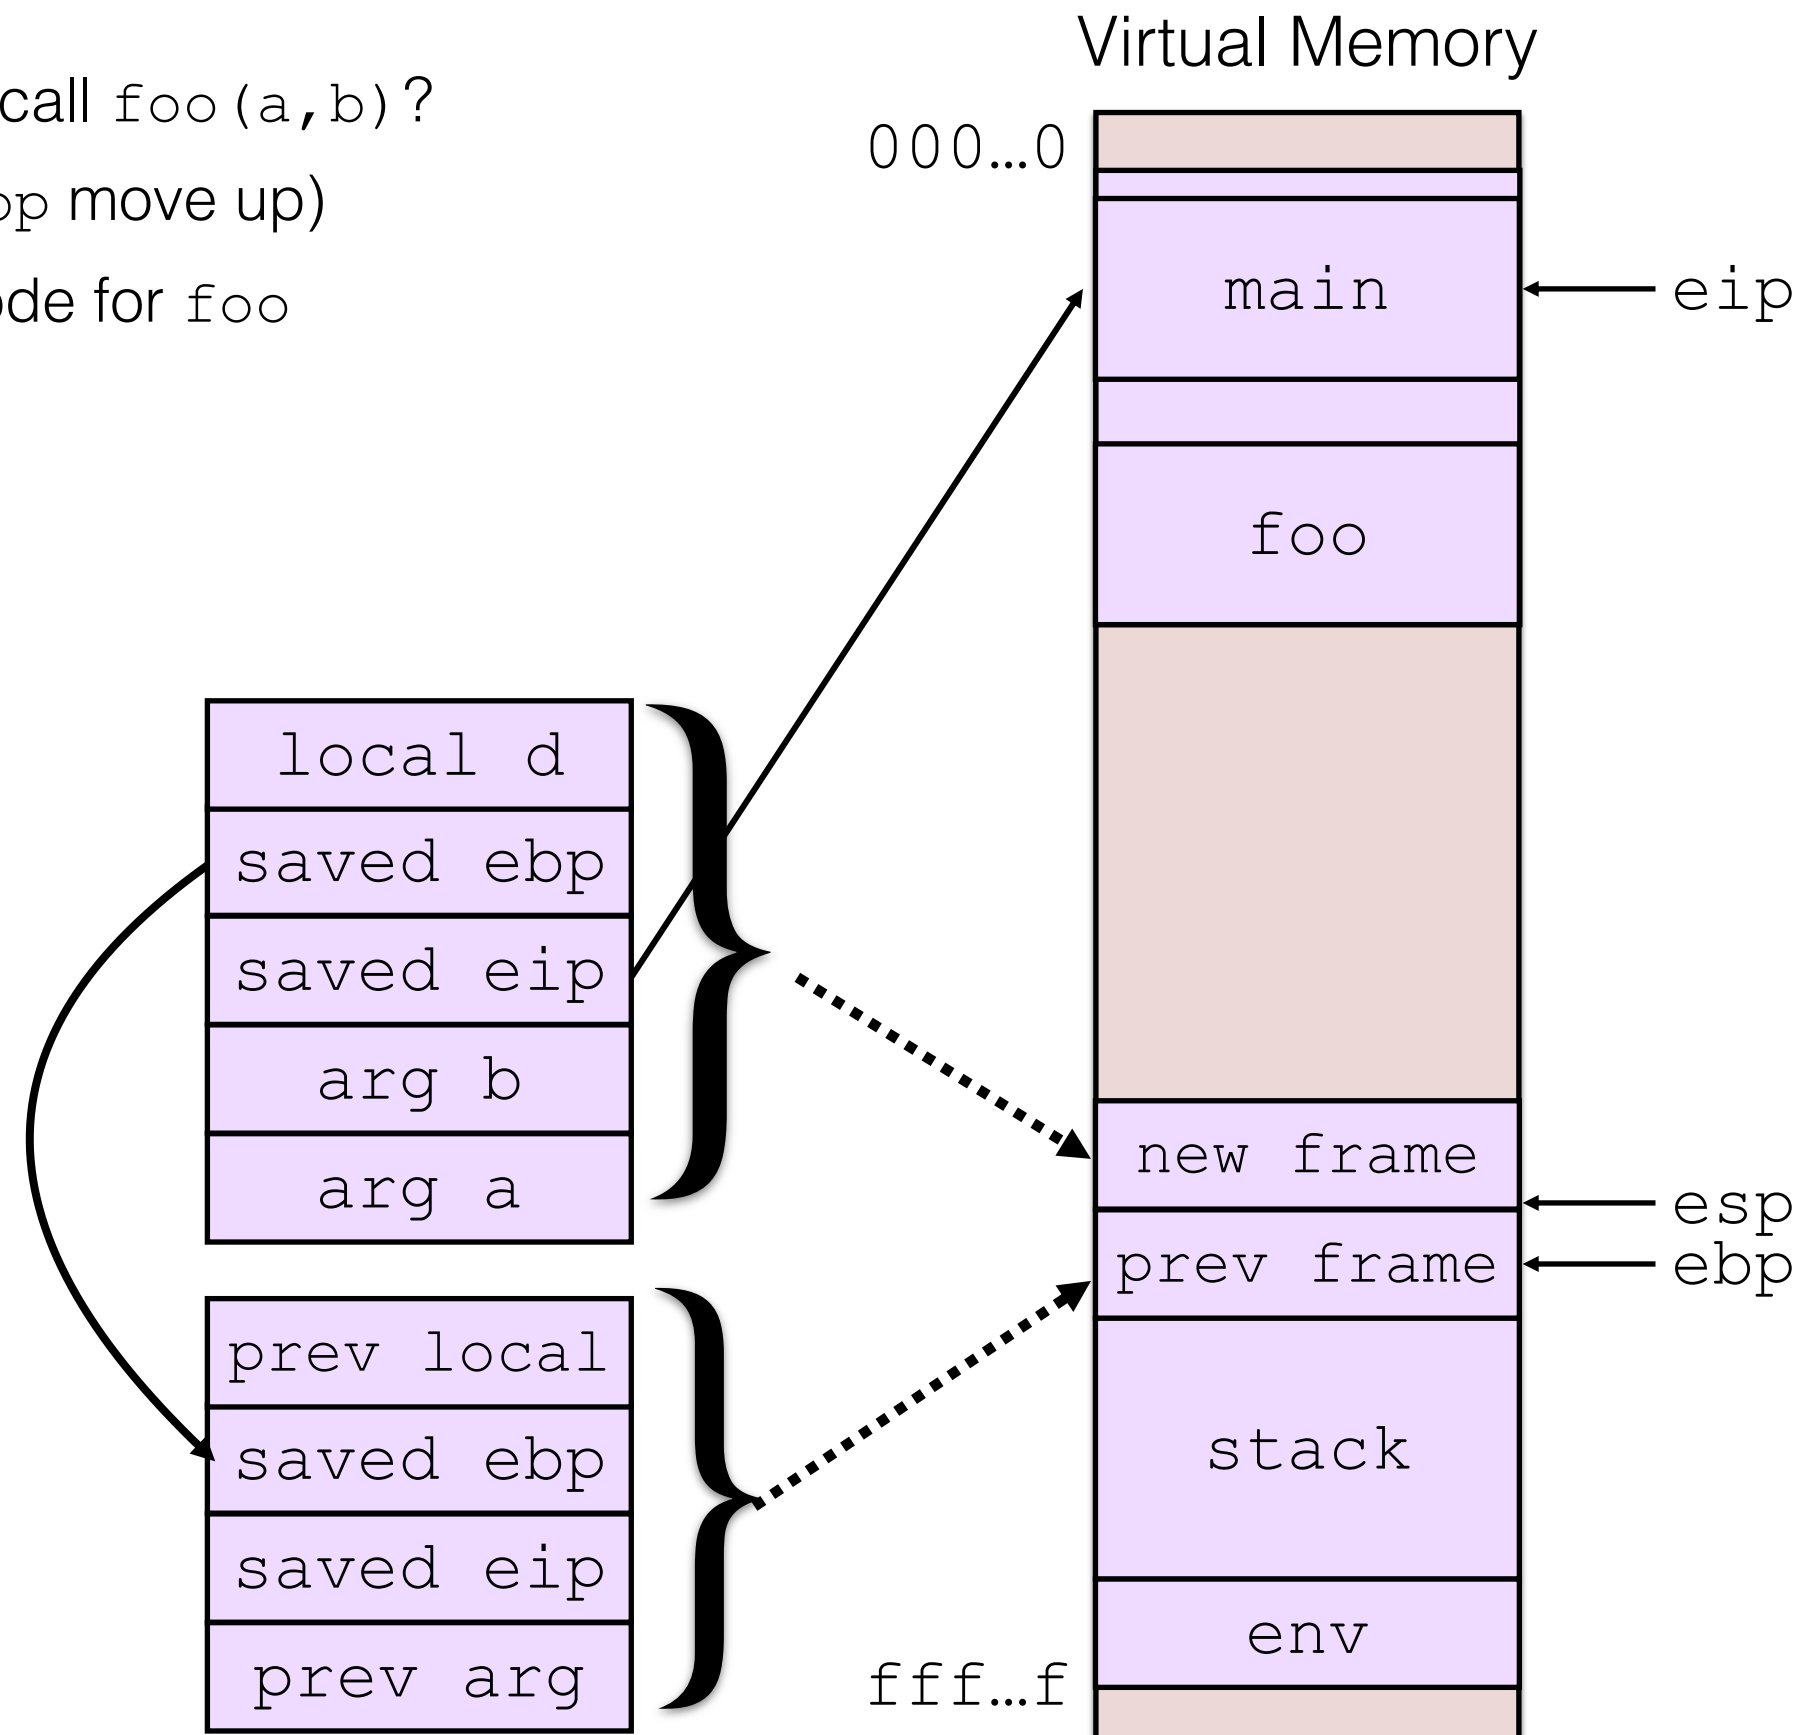 call foo(a,b)?
move up)
for foo
Virtual Memory
000…0
main
eip
foo
local d
saved ebp
saved eip
arg b
arg a
new frame
esp
prev frame
ebp
prev local
saved ebp
saved eip
prev arg
stack
env
fff…f